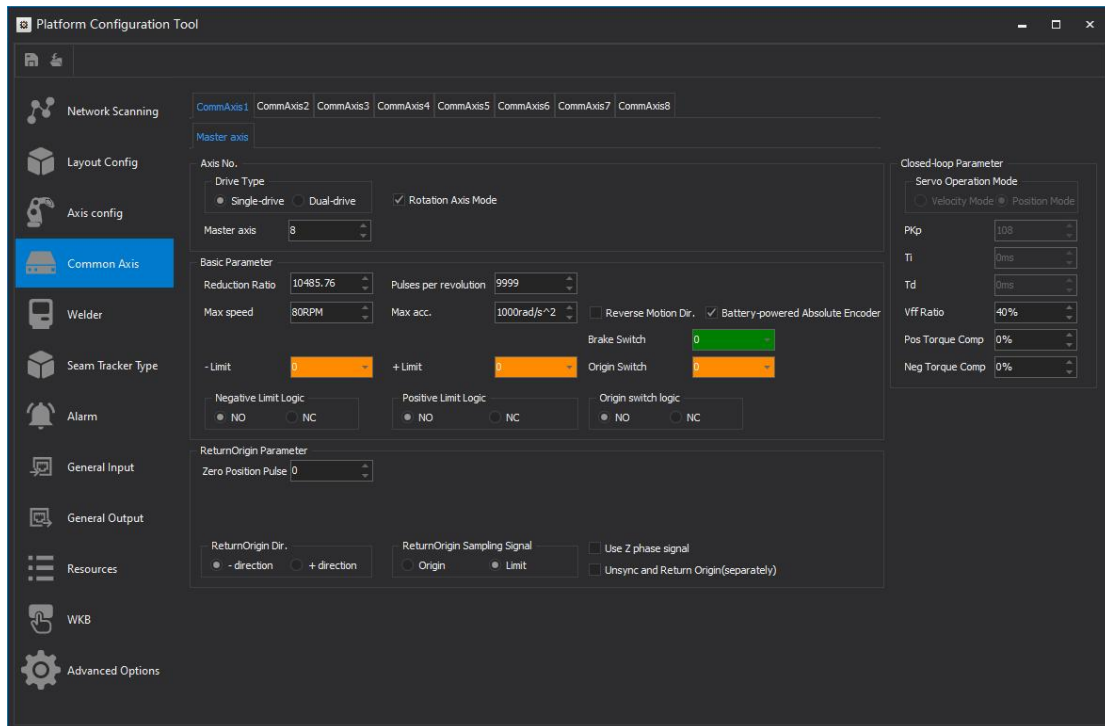 Platform Configuration Tool
Network Scanning
Layout Config
Axis config
Common Axis
Welder
Seam Tracker Type
Alarm
General Input
General Output
Resources
WKB
Advanced Options
CommAxis1 CommAxis2 CommAxis3 CommAxis4 CommAxis5 CommAxis6 CommAxis7 CommAxis8
Master axis
Axis No.
Drive Type
Single-drive Dual-drive Rotation Axis Mode
Master axis 8
Basic Parameter
Reduction Ratio 10485.76 Pulses per revolution 9999
Max speed 80RPM Max acc. 1000rad/s^2 Reverse Motion Dir. Battery-powered Absolute Encoder
Brake Switch 0
- Limit 0 + Limit 0 Origin Switch 0
Negative Limit Logic Positive Limit Logic Origin switch logic
NO NC NO NC NO NC
ReturnOrigin Parameter
Zero Position Pulse 0
ReturnOrigin Dir. ReturnOrigin Sampling Signal Use Z phase signal
- direction + direction Origin Limit Unsync and Return Origin(separately)
Closed-loop Parameter
Servo Operation Mode
Velocity Mode Position Mode
PKp 108
Ti 0ms
Td 0ms
Vff Ratio 40%
Pos Torque Comp 0%
Neg Torque Comp 0%